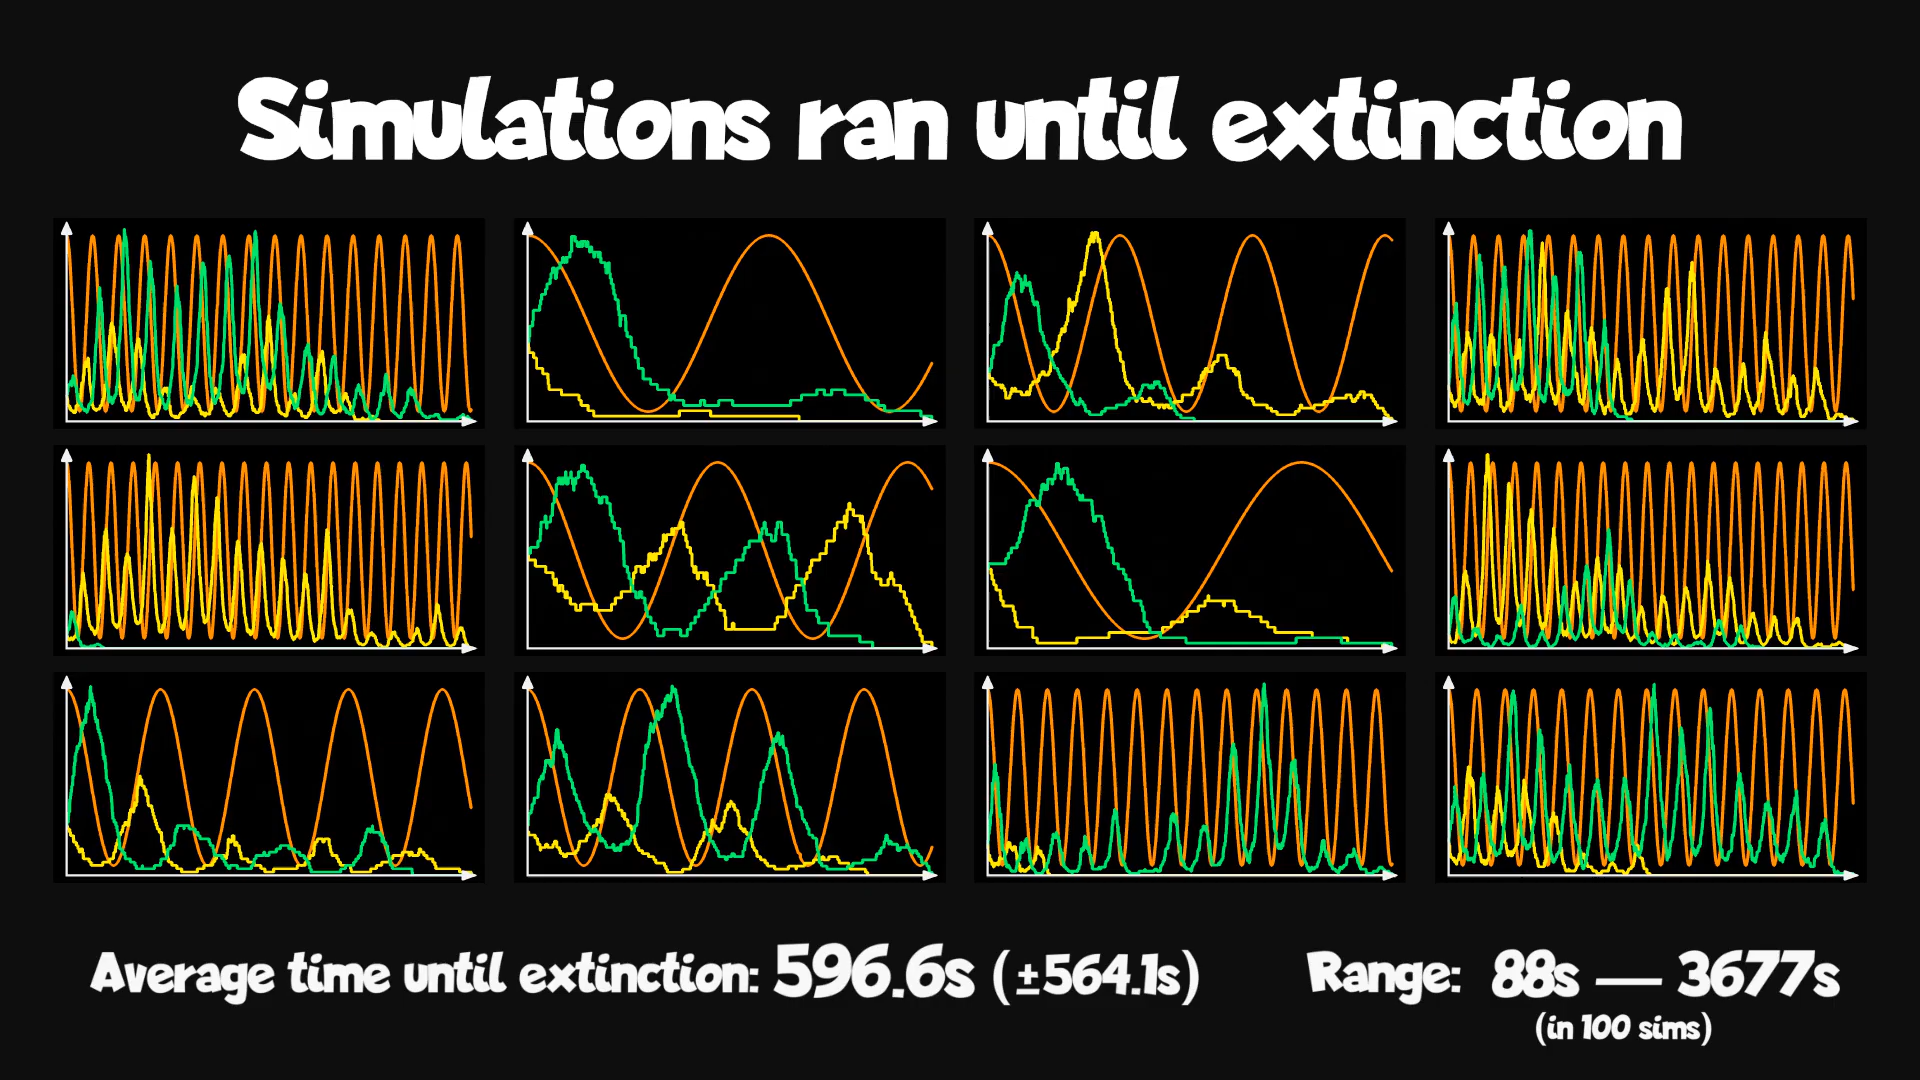 Simulations ran until extinction
Average time until extinction: 596.6s (±564.1s)
Range: 88s — 3677s
(in 100 sims)